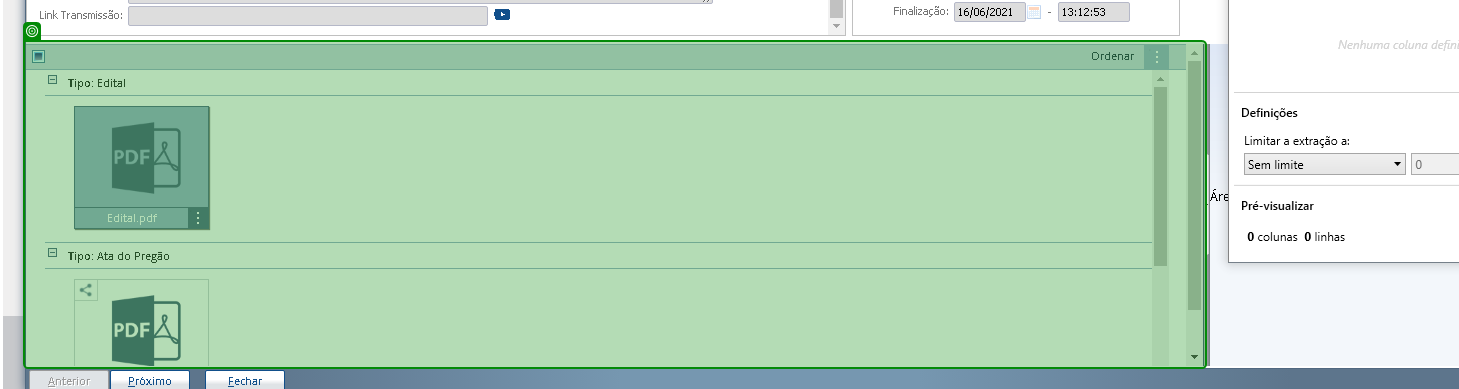 Link Transmissão:
Finalização: 16/06/2021 - 13:12:53
Nenhuma coluna defini
Ordenar
Tipo: Edital
PDF
Edital.pdf
Tipo: Ata do Pregão
PDF
Definições
Limitar a extração a:
Sem limite 0
Áre
Pré-visualizar
0 colunas 0 linhas
Anterior Próximo Fechar